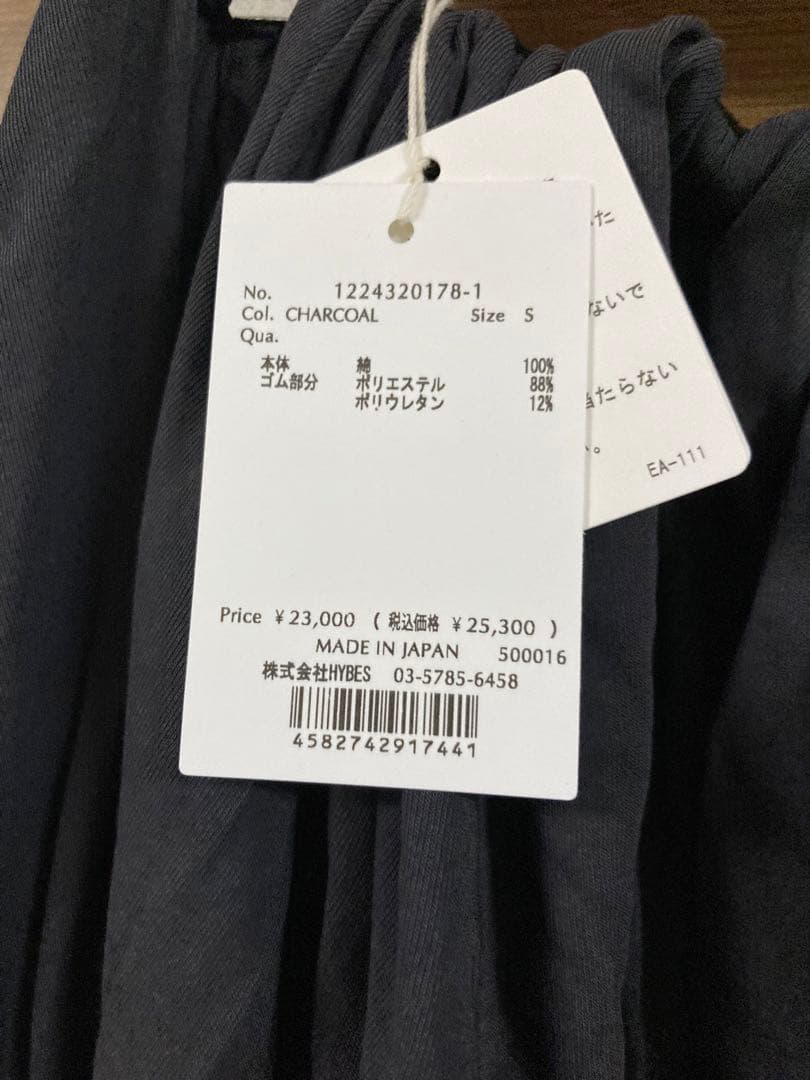 No. 1224320178-1
Col. CHARCOAL Size S
Qua.
本体 綿 100%
ゴム部分 ポリエステル 88%
ポリウレタン 12%
Price ¥23,000 ( 税込価格 ¥25,300 )
MADE IN JAPAN 500016
株式会社HYBES 03-5785-6458
4582742917441
た
ないで
当たらない
。
EA-111